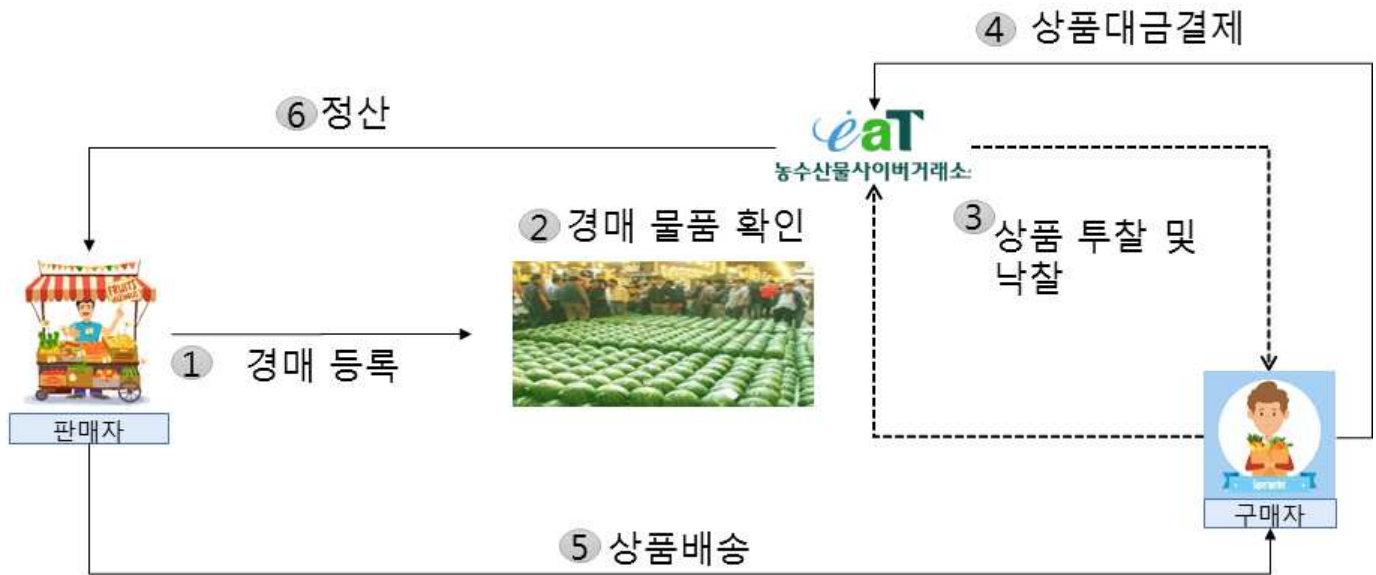 4 상품대금결제
6 정산
eaT
농수산물사이버거래소
2 경매 물품 확인
3 상품 투찰 및
낙찰
FRUITS
1 경매 등록
판매자
구매자
5 상품배송